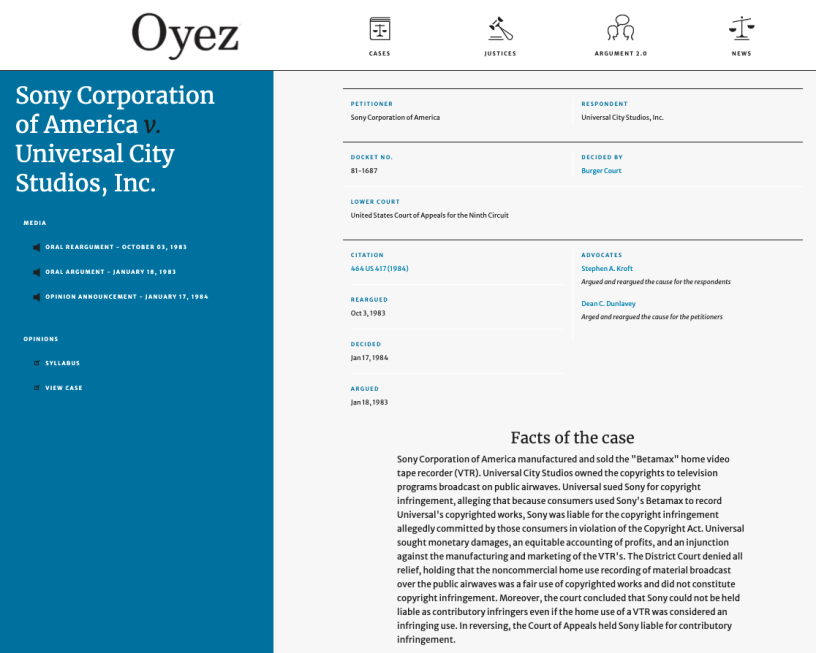 Oyez
CASES
JUSTICES
ARGUMENT 2.0
NEWS
Sony Corporation
of America v.
Universal City
Studios, Inc.
MEDIA
ORAL REARGUMENT - OCTOBER 03, 1983
ORAL ARGUMENT - JANUARY 18, 1983
OPINION ANNOUNCEMENT - JANUARY 17, 1984
OPINIONS
SYLLABUS
VIEW CASE
PETITIONER
Sony Corporation of America
RESPONDENT
Universal City Studios, Inc.
DOCKET NO.
81-1687
DECIDED BY
Burger Court
LOWER COURT
United States Court of Appeals for the Ninth Circuit
CITATION
464 US 417 (1984)
REARGUED
Oct 3, 1983
DECIDED
Jan 17, 1984
ARGUED
Jan 18, 1983
ADVOCATES
Stephen A. Kroft
Argued and reargued the cause for the respondents
Dean C. Dunlavey
Arged and reargued the cause for the petitioners
Facts of the case
Sony Corporation of America manufactured and sold the "Betamax" home video
tape recorder (VTR). Universal City Studios owned the copyrights to television
programs broadcast on public airwaves. Universal sued Sony for copyright
infringement, alleging that because consumers used Sony's Betamax to record
Universal's copyrighted works, Sony was liable for the copyright infringement
allegedly committed by those consumers in violation of the Copyright Act. Universal
sought monetary damages, an equitable accounting of profits, and an injunction
against the manufacturing and marketing of the VTR's. The District Court denied all
relief, holding that the noncommercial home use recording of material broadcast
over the public airwaves was a fair use of copyrighted works and did not constitute
copyright infringement. Moreover, the court concluded that Sony could not be held
liable as contributory infringers even if the home use of a VTR was considered an
infringing use. In reversing, the Court of Appeals held Sony liable for contributory
infringement.